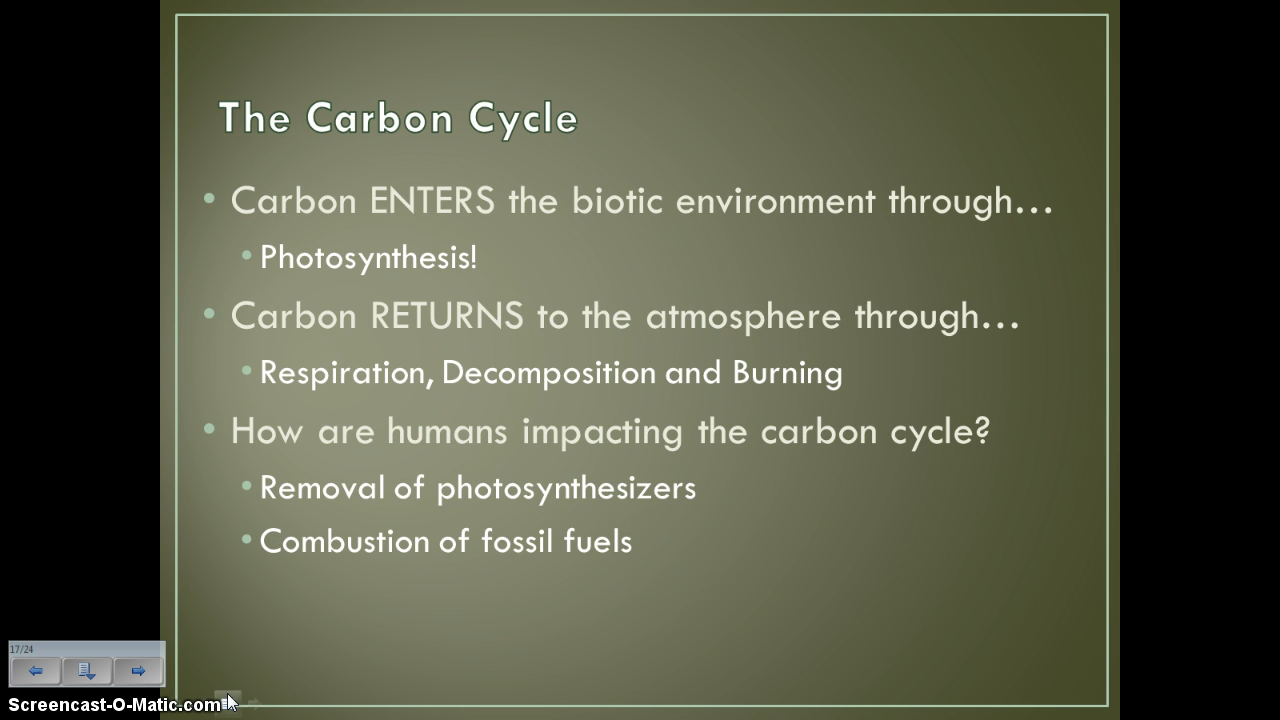 The Carbon Cycle
• Carbon ENTERS the biotic environment through…
• Photosynthesis!
• Carbon RETURNS to the atmosphere through…
• Respiration, Decomposition and Burning
• How are humans impacting the carbon cycle?
• Removal of photosynthesizers
• Combustion of fossil fuels
17/24
Screencast-O-Matic.com